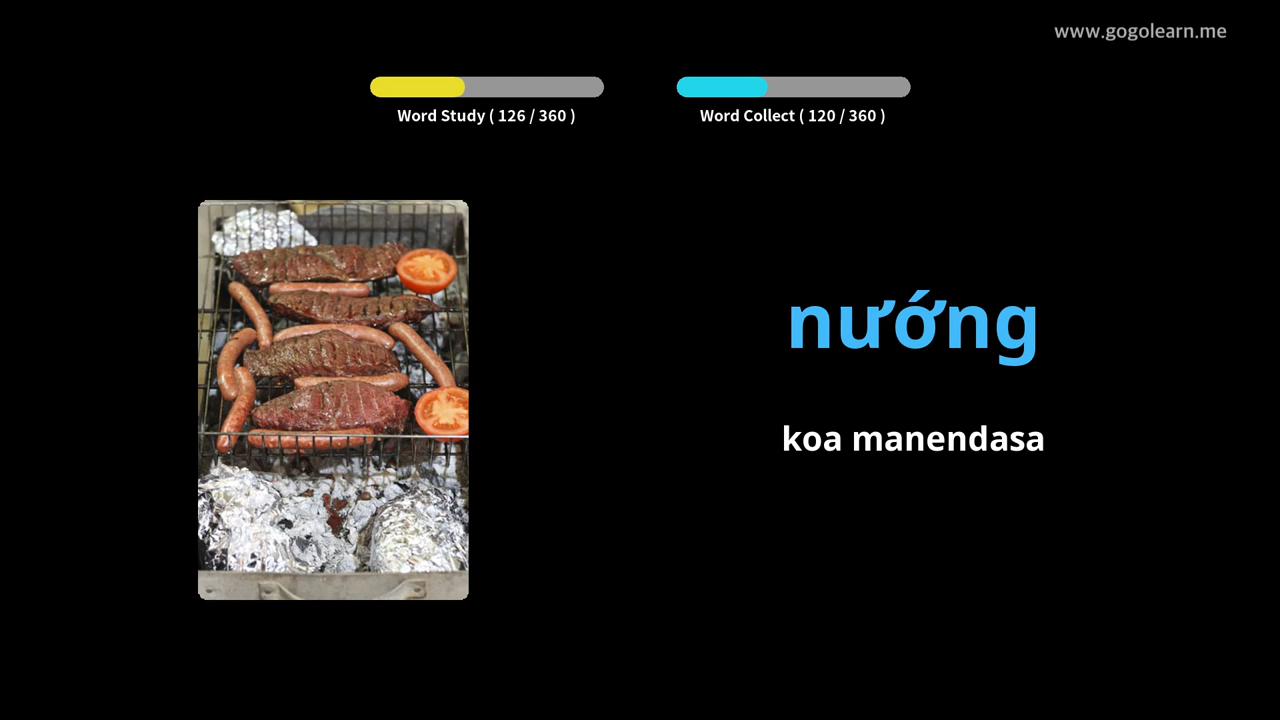 www.gogolearn.me
Word Study ( 126 / 360 )
Word Collect ( 120 / 360 )
nướng
koa manendasa